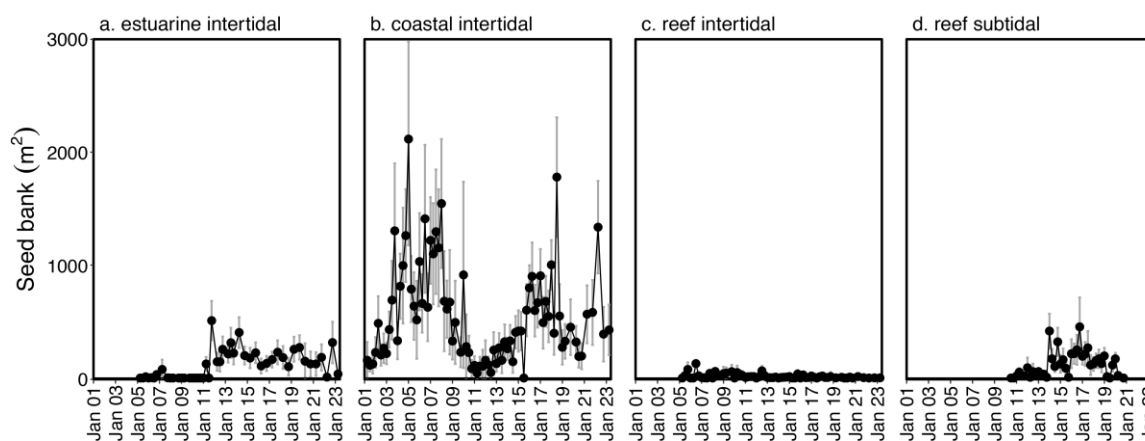 a. estuarine intertidal
b. coastal intertidal
c. reef intertidal
d. reef subtidal
Seed bank (m²)
3000
2000
1000
0
Jan 01
Jan 03
Jan 05
Jan 07
Jan 09
Jan 11
Jan 13
Jan 15
Jan 17
Jan 19
Jan 21
Jan 23
Jan 01
Jan 03
Jan 05
Jan 07
Jan 09
Jan 11
Jan 13
Jan 15
Jan 17
Jan 19
Jan 21
Jan 23
Jan 01
Jan 03
Jan 05
Jan 07
Jan 09
Jan 11
Jan 13
Jan 15
Jan 17
Jan 19
Jan 21
Jan 23
Jan 01
Jan 03
Jan 05
Jan 07
Jan 09
Jan 11
Jan 13
Jan 15
Jan 17
Jan 19
Jan 21
Jan 23